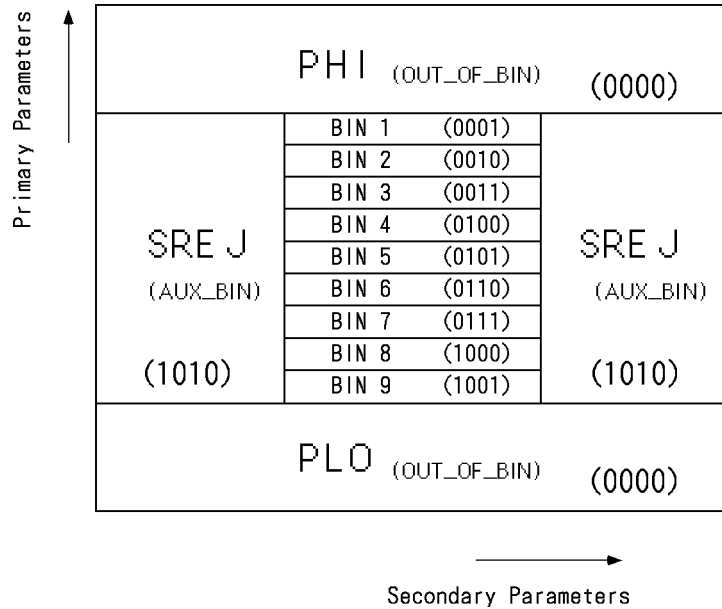 Primary Parameters
PHI (OUT_OF_BIN) (0000)
BIN 1 (0001)
BIN 2 (0010)
BIN 3 (0011)
BIN 4 (0100)
BIN 5 (0101)
BIN 6 (0110)
BIN 7 (0111)
BIN 8 (1000)
BIN 9 (1001)
SREJ
(AUX_BIN)
(1010)
SREJ
(AUX_BIN)
(1010)
PLO (OUT_OF_BIN) (0000)
Secondary Parameters